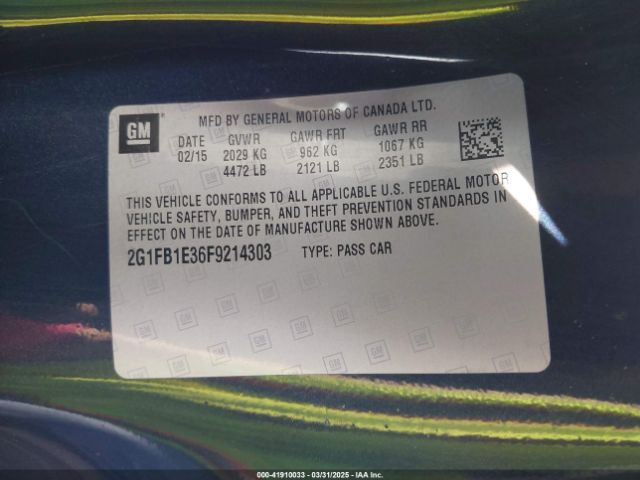 MFD BY GENERAL MOTORS OF CANADA LTD.
GM
DATE GVWR GAWR FRT GAWR RR
02/15 2029 KG 962 KG 1067 KG
4472 LB 2121 LB 2351 LB
THIS VEHICLE CONFORMS TO ALL APPLICABLE U.S. FEDERAL MOTOR
VEHICLE SAFETY, BUMPER, AND THEFT PREVENTION STANDARDS IN
EFFECT ON THE DATE OF MANUFACTURE SHOWN ABOVE.
2G1FB1E36F9214303 TYPE: PASS CAR
000-41910033 - 03/31/2025 - IAA Inc.